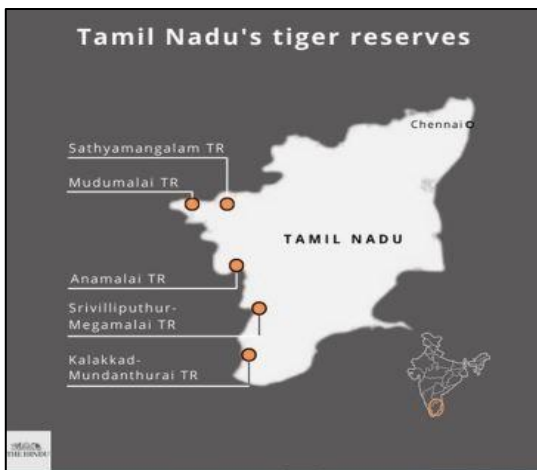 Tamil Nadu's tiger reserves
Chennai
Sathyamangalam TR
Mudumalai TR
TAMIL NADU
Anamalai TR
Srivilliputhur-
Megamalai TR
Kalakkad-
Mundanthurai TR
THE HINDU